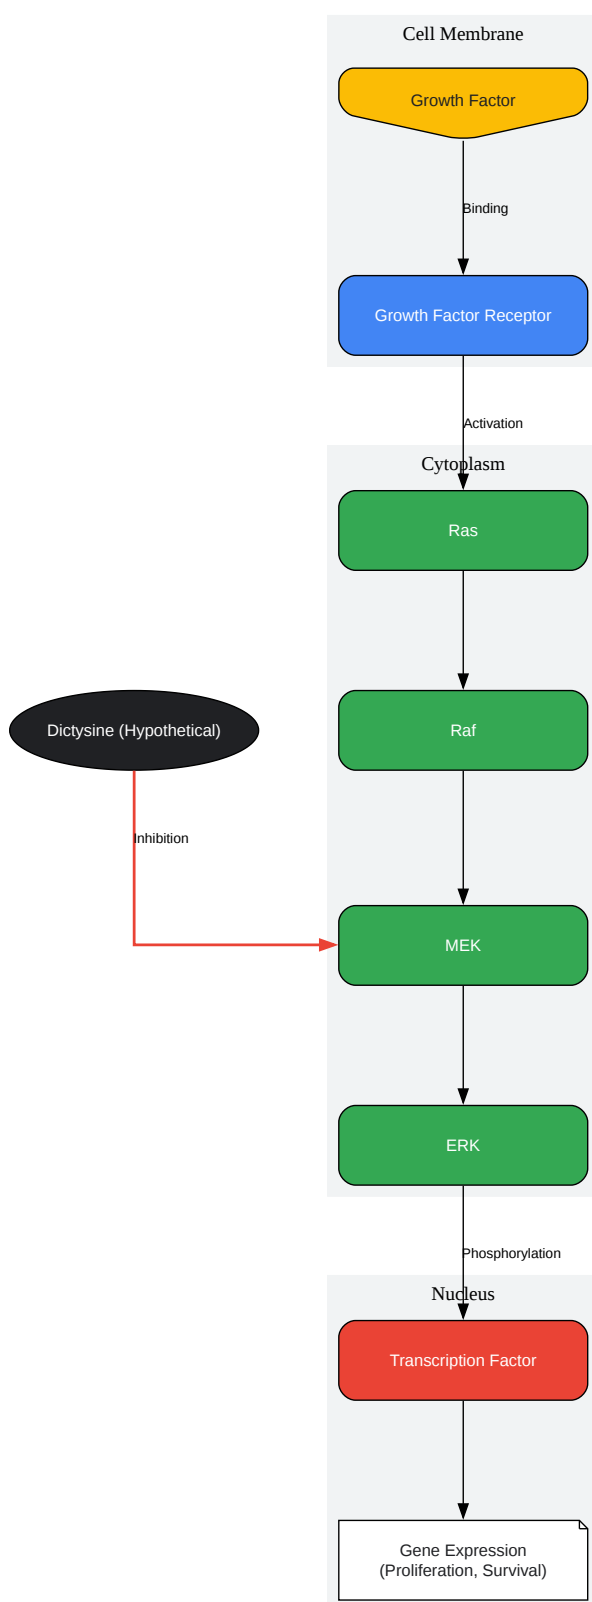 Cell Membrane
Growth Factor
Binding
Growth Factor Receptor
Activation
Cytoplasm
Ras
Dictysine (Hypothetical)
Raf
Inhibition
MEK
ERK
Phosphorylation
Nucleus
Transcription Factor
Gene Expression
(Proliferation, Survival)